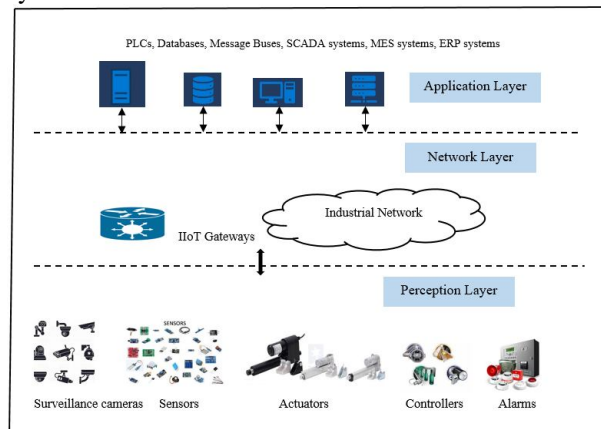 PLCs, Databases, Message Buses, SCADA systems, MES systems, ERP systems
Application Layer
Network Layer
Industrial Network
IIoT Gateways
Perception Layer
SENSORS
Surveillance cameras
Sensors
Actuators
Controllers
Alarms